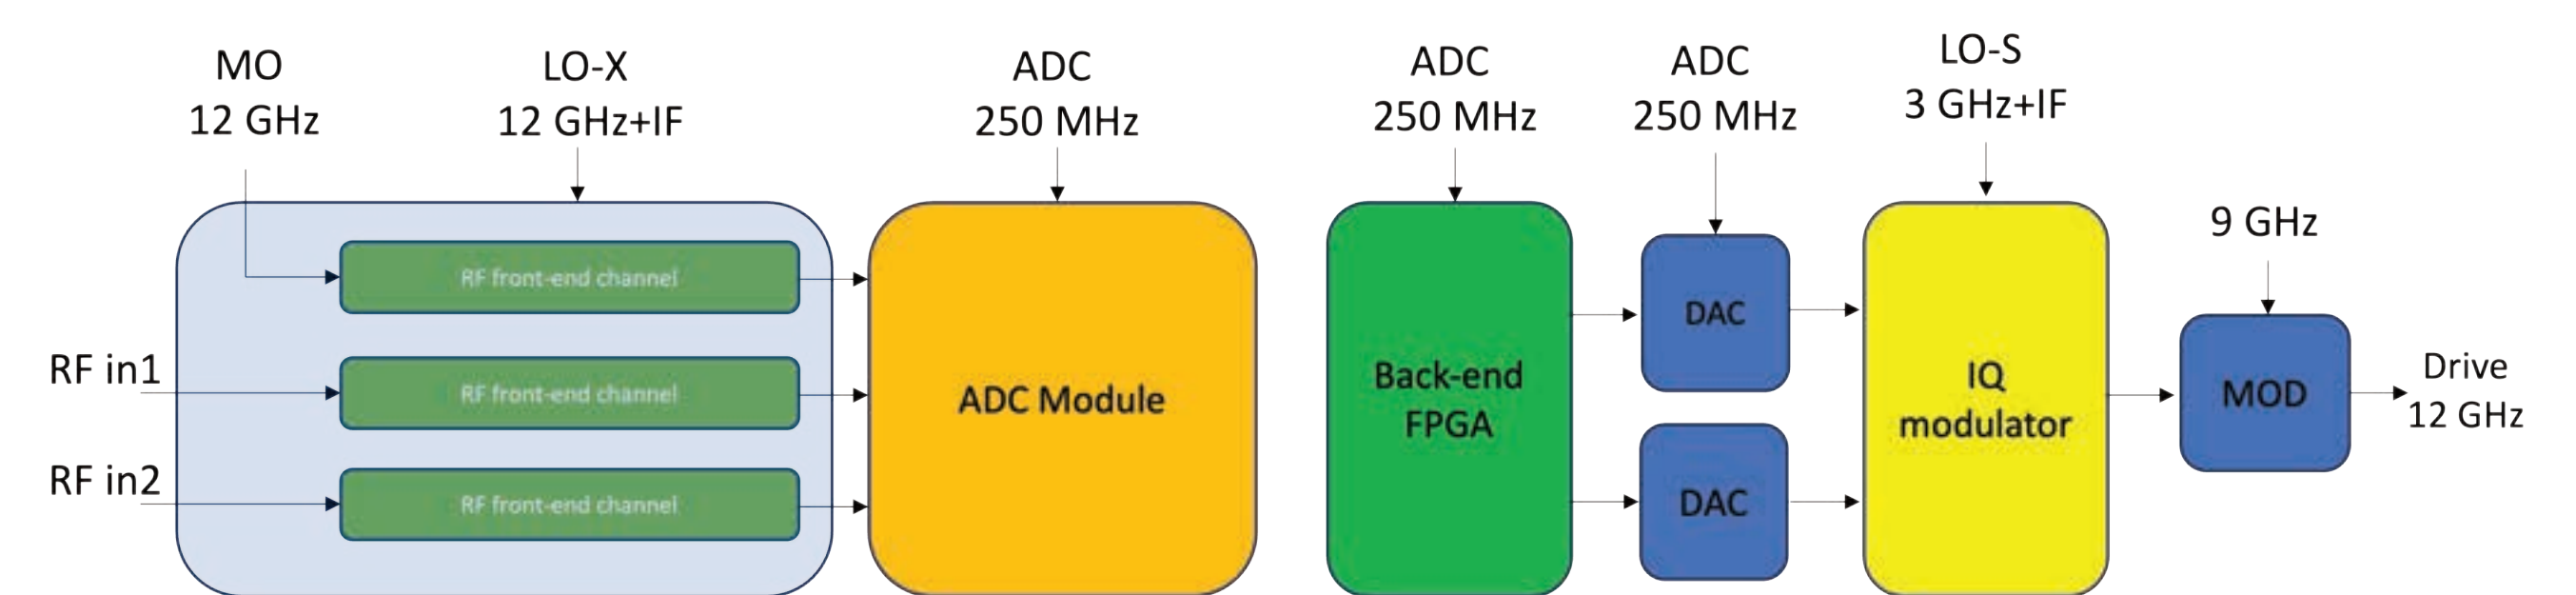 MO
12 GHz
LO-X
12 GHz+IF
ADC
250 MHz
ADC
250 MHz
ADC
250 MHz
LO-S
3 GHz+IF
9 GHz
RF in1
RF in2
RF front-end channel
RF front-end channel
RF front-end channel
ADC Module
Back-end
FPGA
DAC
DAC
IQ
modulator
MOD
Drive
12 GHz